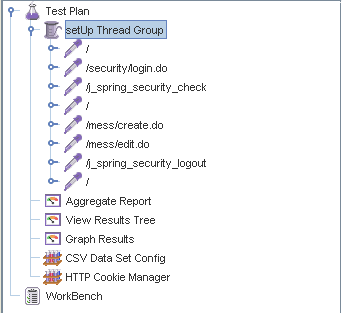 Test Plan
setUp Thread Group
/
/security/login.do
/j_spring_security_check
/
/mess/create.do
/mess/edit.do
/j_spring_security_logout
/
Aggregate Report
View Results Tree
Graph Results
CSV Data Set Config
HTTP Cookie Manager
WorkBench